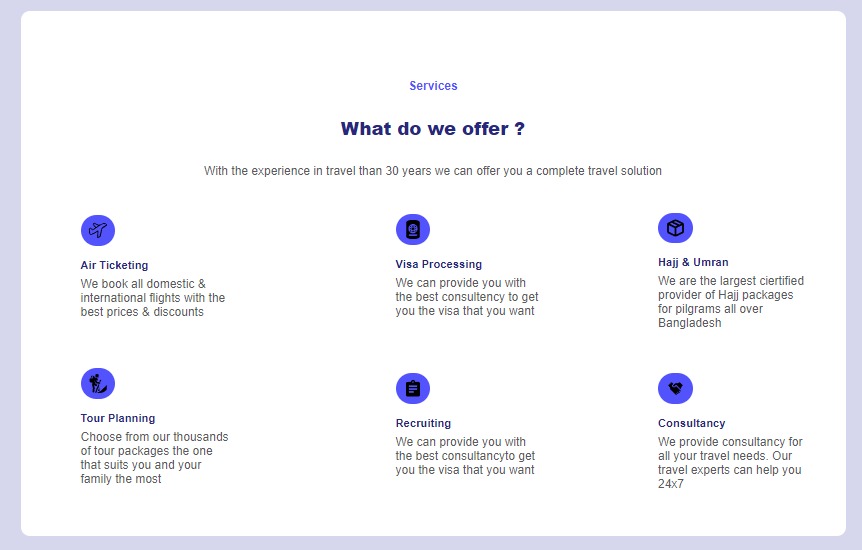 Services
What do we offer ?
With the experience in travel than 30 years we can offer you a complete travel solution
Air Ticketing
We book all domestic &
international flights with the
best prices & discounts
Visa Processing
We can provide you with
the best consultency to get
you the visa that you want
Hajj & Umran
We are the largest ciertified
provider of Hajj packages
for pilgrams all over
Bangladesh
Tour Planning
Choose from our thousands
of tour packages the one
that suits you and your
family the most
Recruiting
We can provide you with
the best consultancyto get
you the visa that you want
Consultancy
We provide consultancy for
all your travel needs. Our
travel experts can help you
24x7